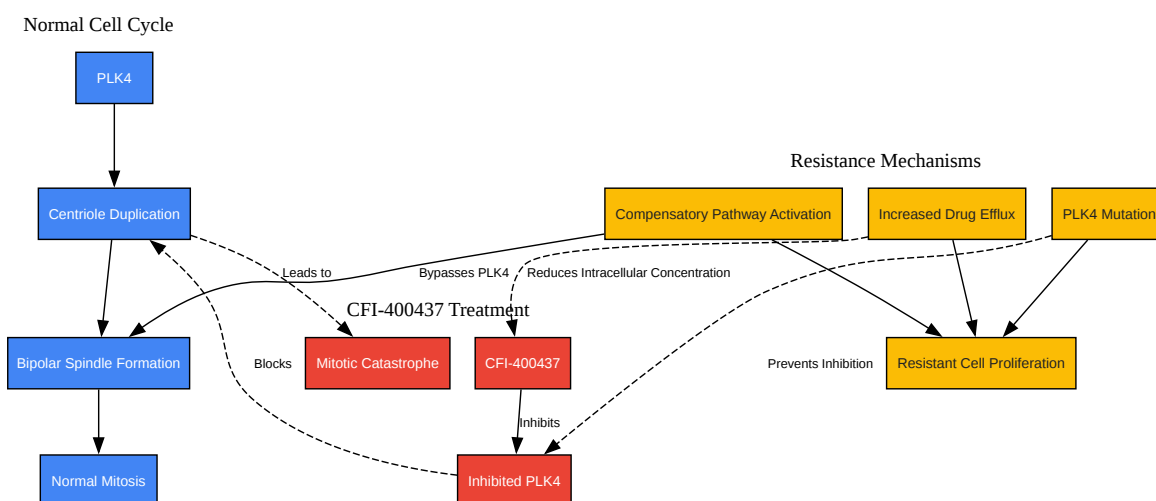 Normal Cell Cycle
PLK4
Resistance Mechanisms
Centriole Duplication
Compensatory Pathway Activation
Increased Drug Efflux
PLK4 Mutation
Leads to
Bypasses PLK4
Reduces Intracellular Concentration
CFI-400437 Treatment
Bipolar Spindle Formation
Blocks
Mitotic Catastrophe
CFI-400437
Prevents Inhibition
Resistant Cell Proliferation
Inhibits
Normal Mitosis
Inhibited PLK4